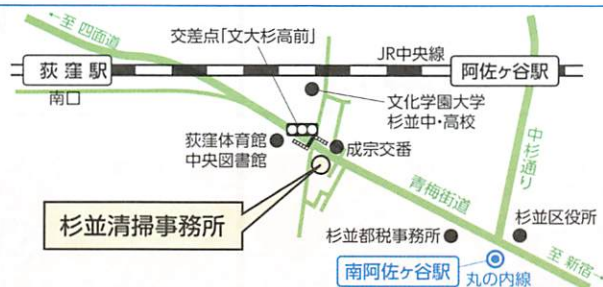 ←至 四面道
交差点「文大杉高前」
JR中央線
荻窪駅
阿佐ヶ谷駅
南口
文化学園大学
杉並中・高校
中杉通り
荻窪体育館
中央図書館
成宗交番
青梅街道
杉並清掃事務所
杉並区役所
杉並都税事務所
至 新宿→
南阿佐ヶ谷駅
丸の内線